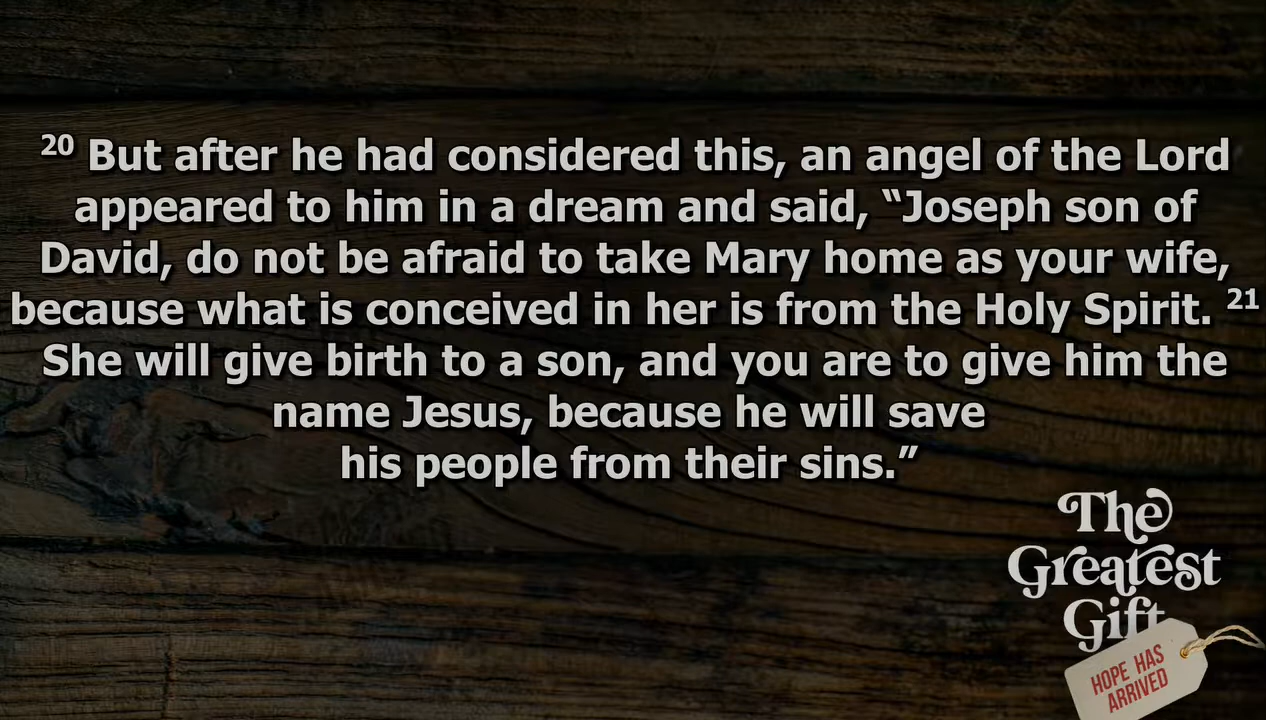 20 But after he had considered this, an angel of the Lord
appeared to him in a dream and said, “Joseph son of
David, do not be afraid to take Mary home as your wife,
because what is conceived in her is from the Holy Spirit. 21
She will give birth to a son, and you are to give him the
name Jesus, because he will save
his people from their sins.”
The
Greatest
Gift
HOPE HAS
ARRIVED